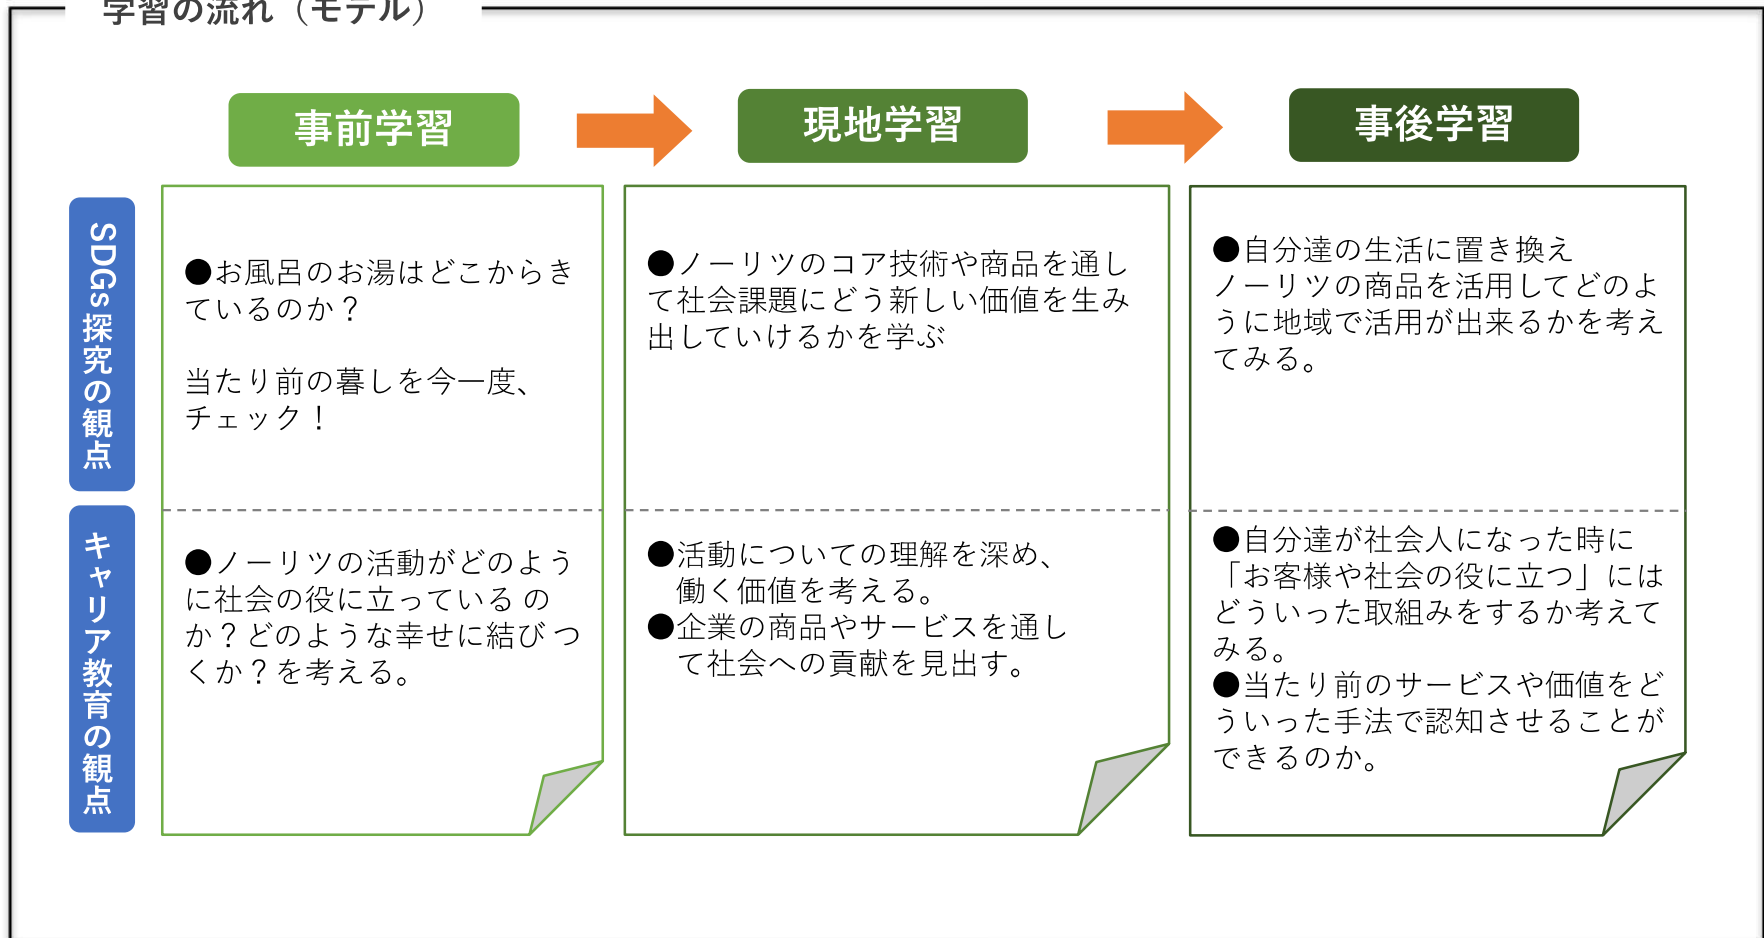 学習の流れ（モデル）
事前学習
現地学習
事後学習
SDGs探究の観点
●お風呂のお湯はどこからき
ているのか？
当たり前の暮しを今一度、
チェック！
●ノーリツのコア技術や商品を通し
て社会課題にどう新しい価値を生み
出していけるかを学ぶ
●自分達の生活に置き換え
ノーリツの商品を活用してどのよ
うに地域で活用が出来るかを考え
てみる。
キャリア教育の観点
●ノーリツの活動がどのよう
に社会の役に立っている の
か？どのような幸せに結び つ
くか？を考える。
●活動についての理解を深め、
働く価値を考える。
●企業の商品やサービスを通し
て社会への貢献を見出す。
●自分達が社会人になった時に
「お客様や社会の役に立つ」には
どういった取組みをするか考えて
みる。
●当たり前のサービスや価値をど
ういった手法で認知させることが
できるのか。